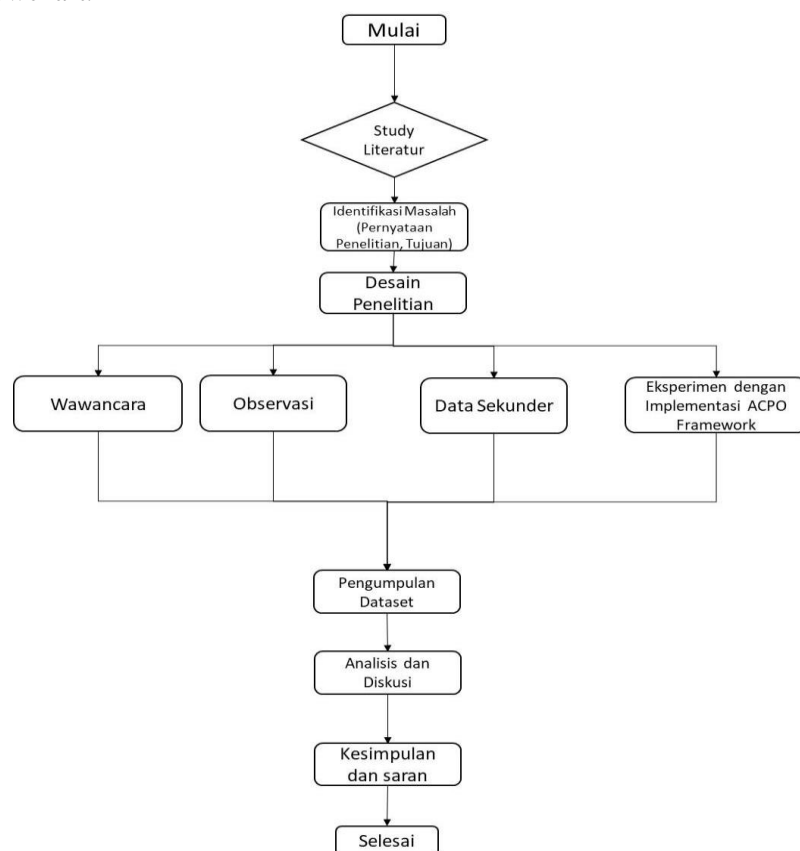 Mulai
Study
Literatur
Identifikasi Masalah
(Pernyataan
Penelitian, Tujuan)
Desain
Penelitian
Wawancara
Observasi
Data Sekunder
Eksperimen dengan
Implementasi ACPO
Framework
Pengumpulan
Dataset
Analisis dan
Diskusi
Kesimpulan
dan saran
Selesai